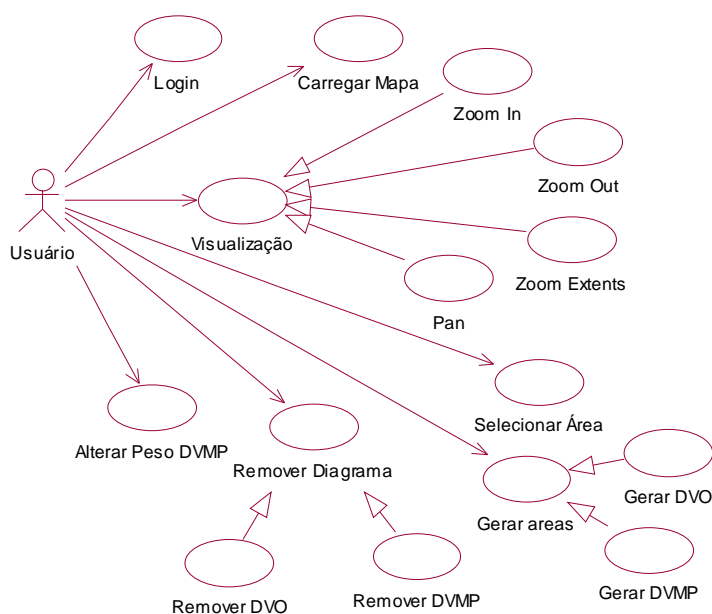 Login
Carregar Mapa
Zoom In
Zoom Out
Usuário
Visualização
Zoom Extents
Pan
Selecionar Área
Alterar Peso DVMP
Remover Diagrama
Gerar DVO
Gerar areas
Remover DVO
Remover DVMP
Gerar DVMP